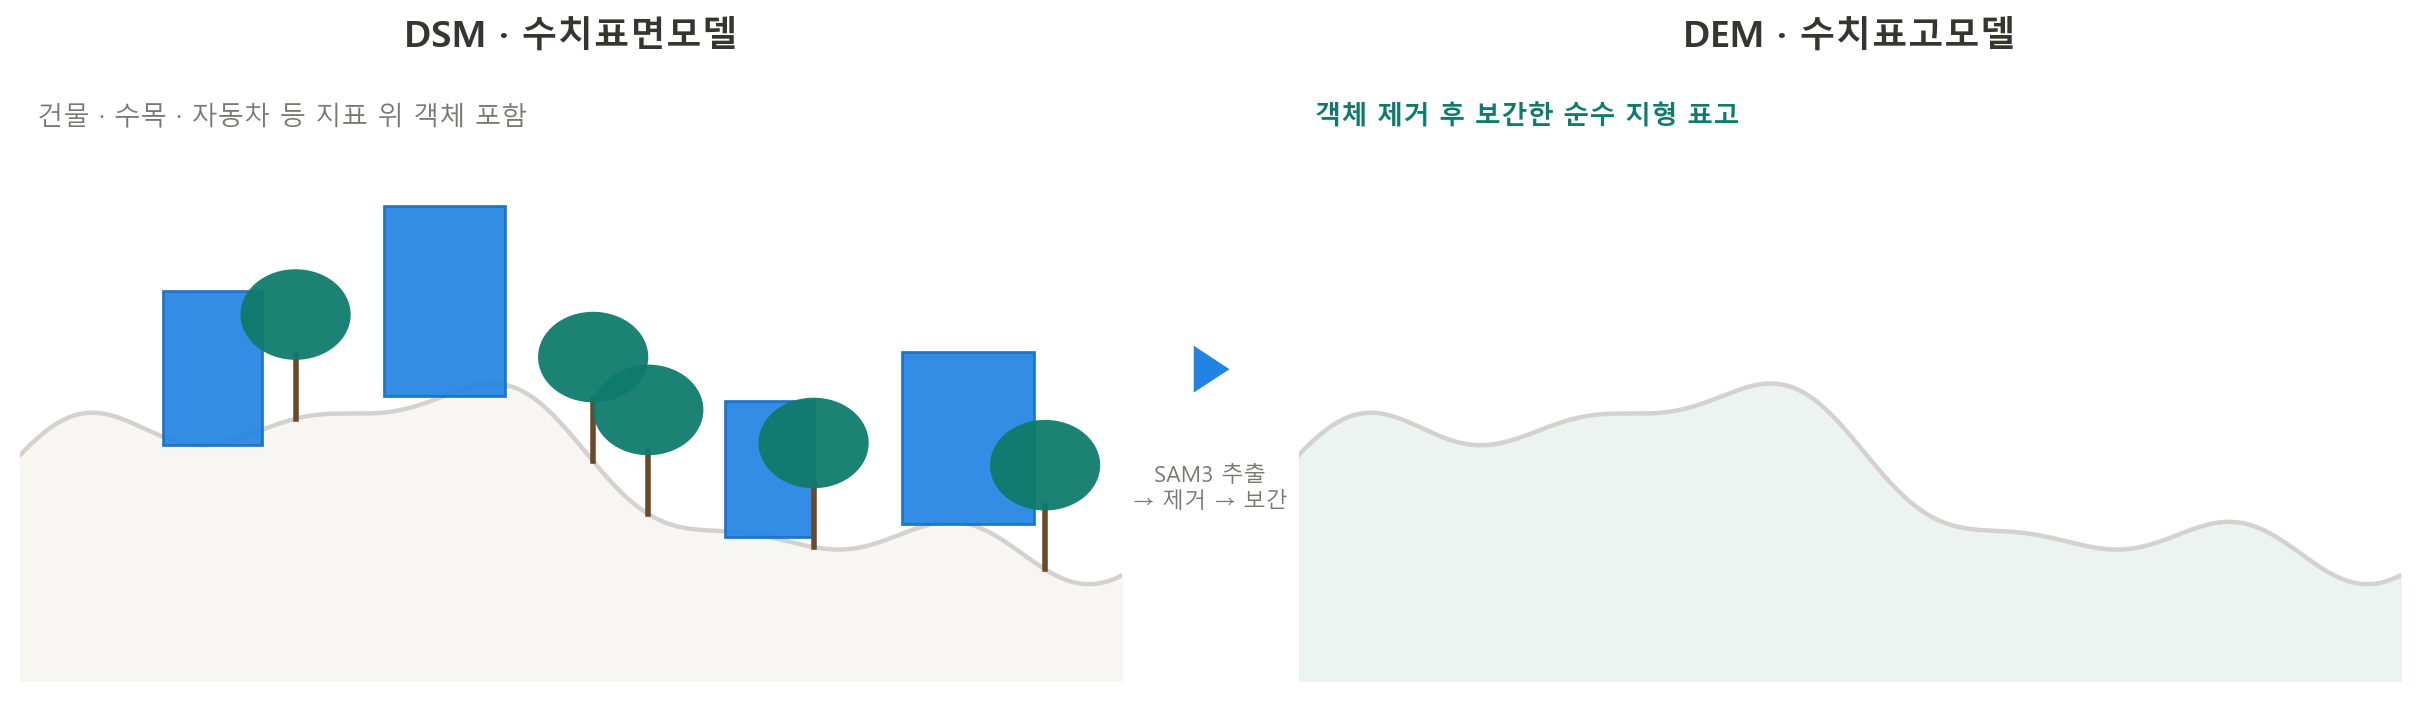 DSM · 수치표면모델
건물 · 수목 · 자동차 등 지표 위 객체 포함
SAM3 추출
→ 제거 → 보간
DEM · 수치표고모델
객체 제거 후 보간한 순수 지형 표고